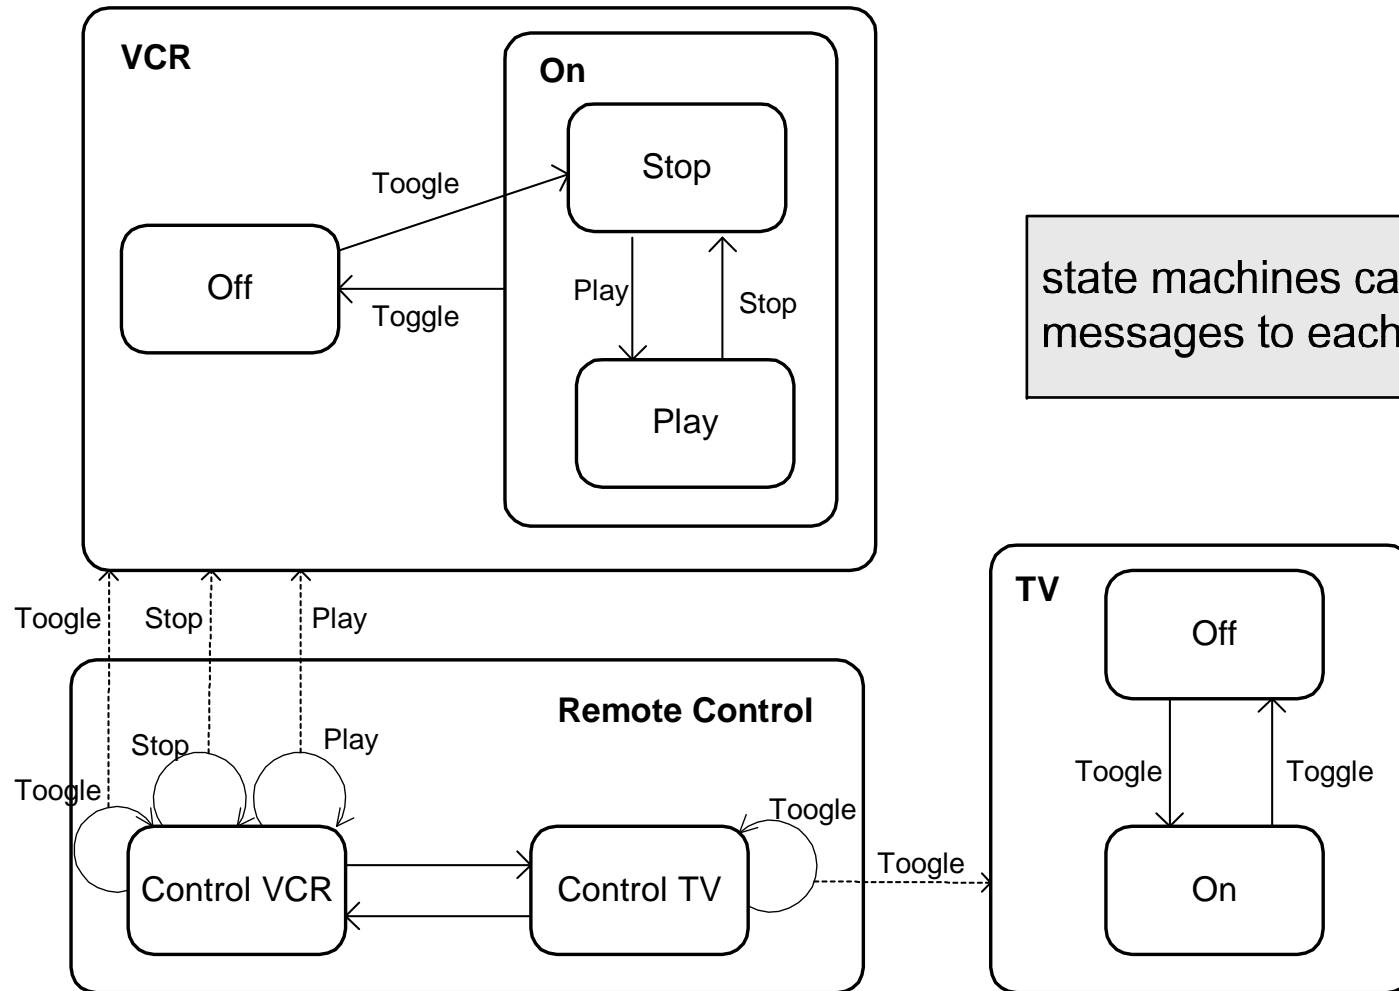 VCR
On
Stop
Toogle
Off
Toggle
Play
Stop
Play
state machines ca
messages to each
Toogle
Stop
Play
TV
Off
Toogle
Toggle
On
Remote Control
Stop
Play
Toogle
Toogle
Control VCR
Control TV
Toogle